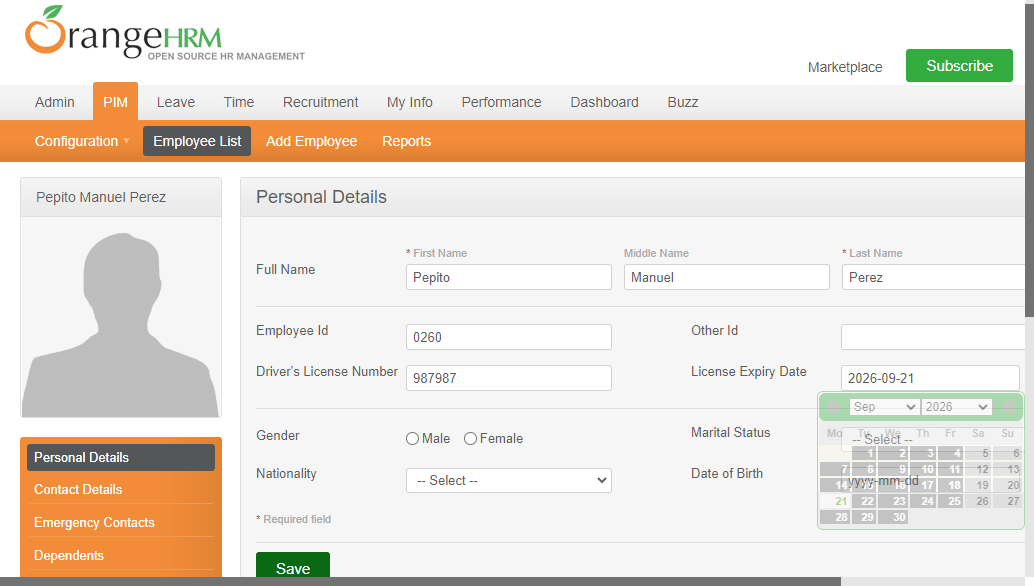 OrangeHRM
OPEN SOURCE HR MANAGEMENT
Marketplace
Subscribe
Admin PIM Leave Time Recruitment My Info Performance Dashboard Buzz
Configuration Employee List Add Employee Reports
Pepito Manuel Perez
Personal Details
* First Name Middle Name * Last Name
Full Name Pepito Manuel Perez
Employee Id 0260 Other Id
Driver's License Number 987987 License Expiry Date 2026-09-21
Sep 2026
Gender Male Female Marital Status -- Select --
Mo Tu We Th Fr Sa Su
1 2 3 4 5 6
7 8 9 10 11 12 13
14 15 16 17 18 19 20
21 22 23 24 25 26 27
28 29 30
Nationality -- Select -- Date of Birth yyyy-mm-dd
* Required field
Save
Personal Details
Contact Details
Emergency Contacts
Dependents